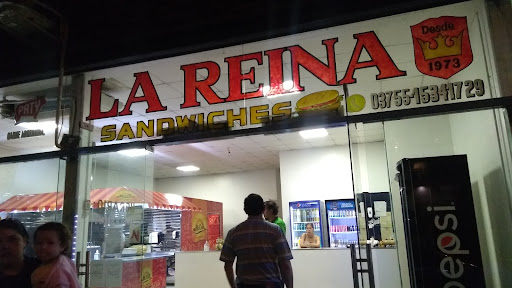 LA REINA
Desde
1973
SANDWICHES
03755-15341729
pepsi